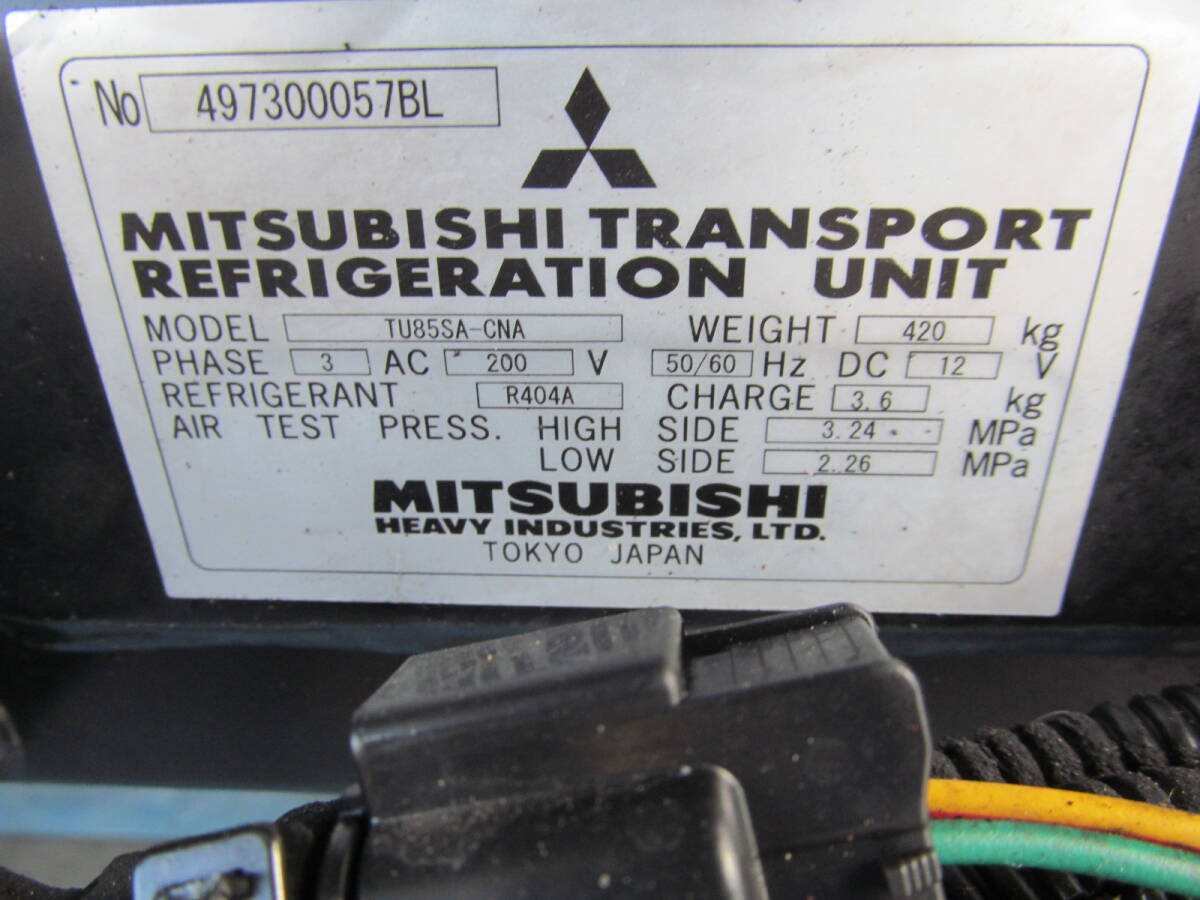 No 497300057BL
MITSUBISHI TRANSPORT
REFRIGERATION UNIT
MODEL TU85SA-CNA WEIGHT 420 kg
PHASE 3 AC 200 V 50/60 Hz DC 12 V
REFRIGERANT R404A CHARGE 3.6 kg
AIR TEST PRESS. HIGH SIDE 3.24 MPa
LOW SIDE 2.26 MPa
MITSUBISHI
HEAVY INDUSTRIES, LTD.
TOKYO JAPAN